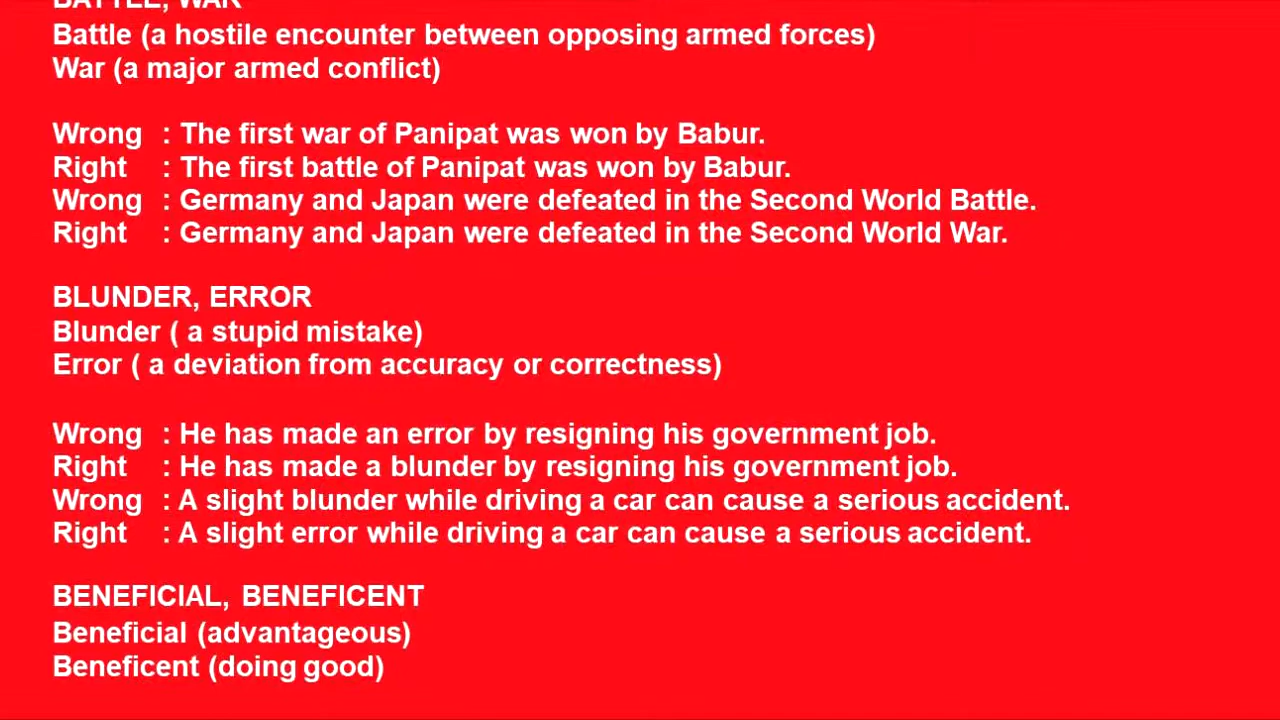 BATTLE, WAR
Battle (a hostile encounter between opposing armed forces)
War (a major armed conflict)
Wrong : The first war of Panipat was won by Babur.
Right : The first battle of Panipat was won by Babur.
Wrong : Germany and Japan were defeated in the Second World Battle.
Right : Germany and Japan were defeated in the Second World War.
BLUNDER, ERROR
Blunder ( a stupid mistake)
Error ( a deviation from accuracy or correctness)
Wrong : He has made an error by resigning his government job.
Right : He has made a blunder by resigning his government job.
Wrong : A slight blunder while driving a car can cause a serious accident.
Right : A slight error while driving a car can cause a serious accident.
BENEFICIAL, BENEFICENT
Beneficial (advantageous)
Beneficent (doing good)